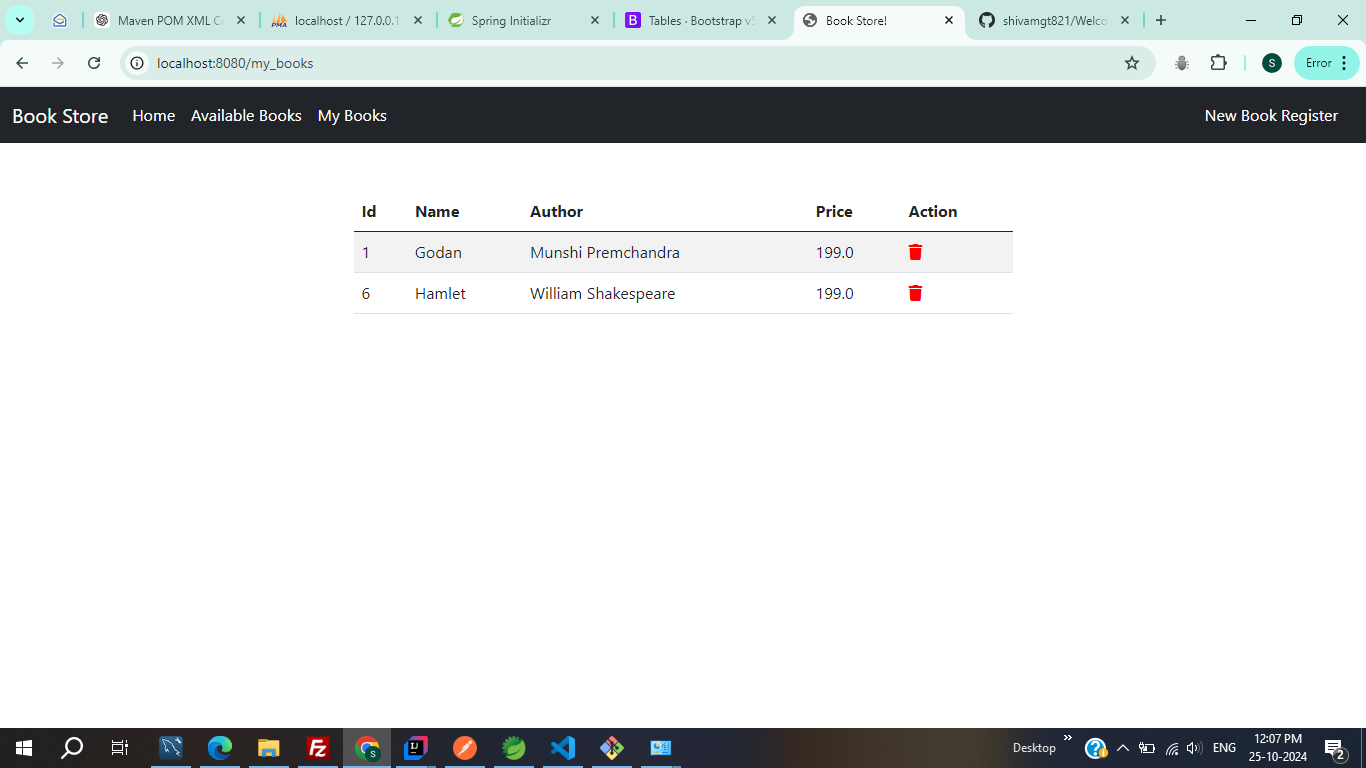 Maven POM XML Co
localhost / 127.0.0.1
Spring Initializr
Tables · Bootstrap v5
Book Store!
shivamgt821/Welco
localhost:8080/my_books
S
Error
Book Store Home Available Books My Books New Book Register
Id Name Author Price Action
1 Godan Munshi Premchandra 199.0
6 Hamlet William Shakespeare 199.0
Desktop
ENG
12:07 PM
25-10-2024
2